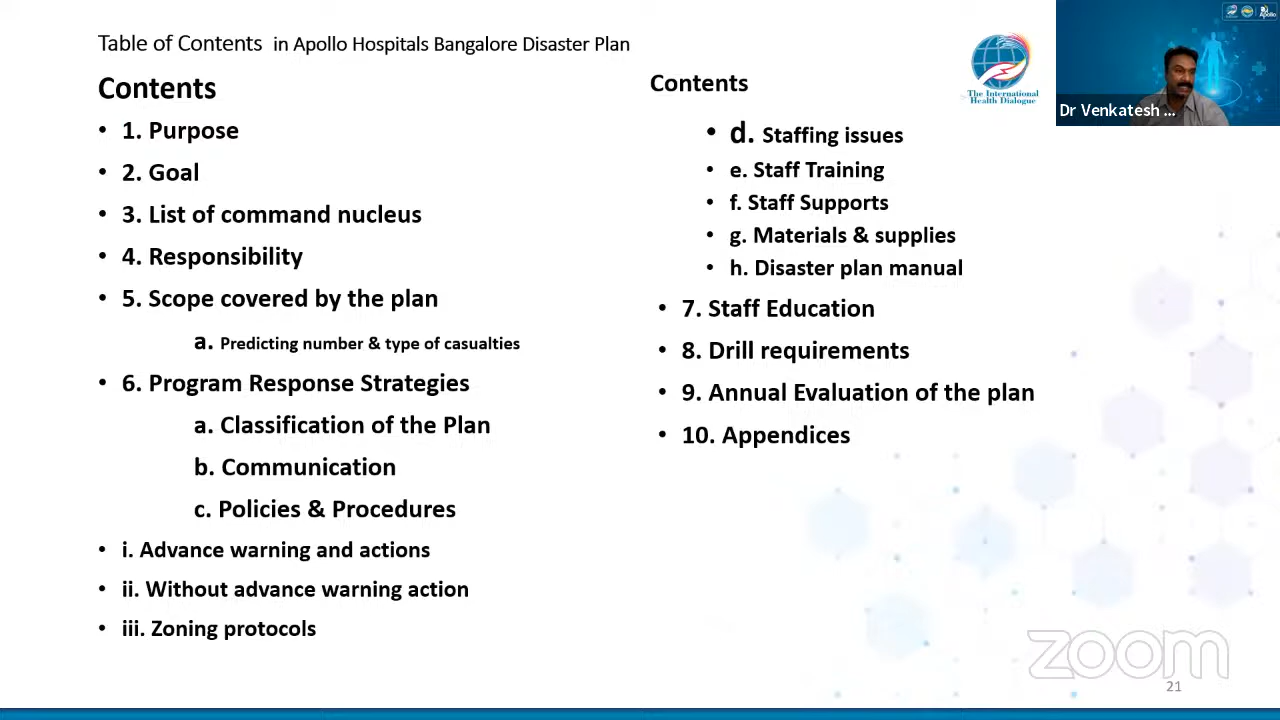 Table of Contents in Apollo Hospitals Bangalore Disaster Plan
Contents
• 1. Purpose
• 2. Goal
• 3. List of command nucleus
• 4. Responsibility
• 5. Scope covered by the plan
a. Predicting number & type of casualties
• 6. Program Response Strategies
a. Classification of the Plan
b. Communication
c. Policies & Procedures
• i. Advance warning and actions
• ii. Without advance warning action
• iii. Zoning protocols
Contents
• d. Staffing issues
• e. Staff Training
• f. Staff Supports
• g. Materials & supplies
• h. Disaster plan manual
• 7. Staff Education
• 8. Drill requirements
• 9. Annual Evaluation of the plan
• 10. Appendices
The International
Health Dialogue
Apollo
Dr Venkatesh ...
zoom
21